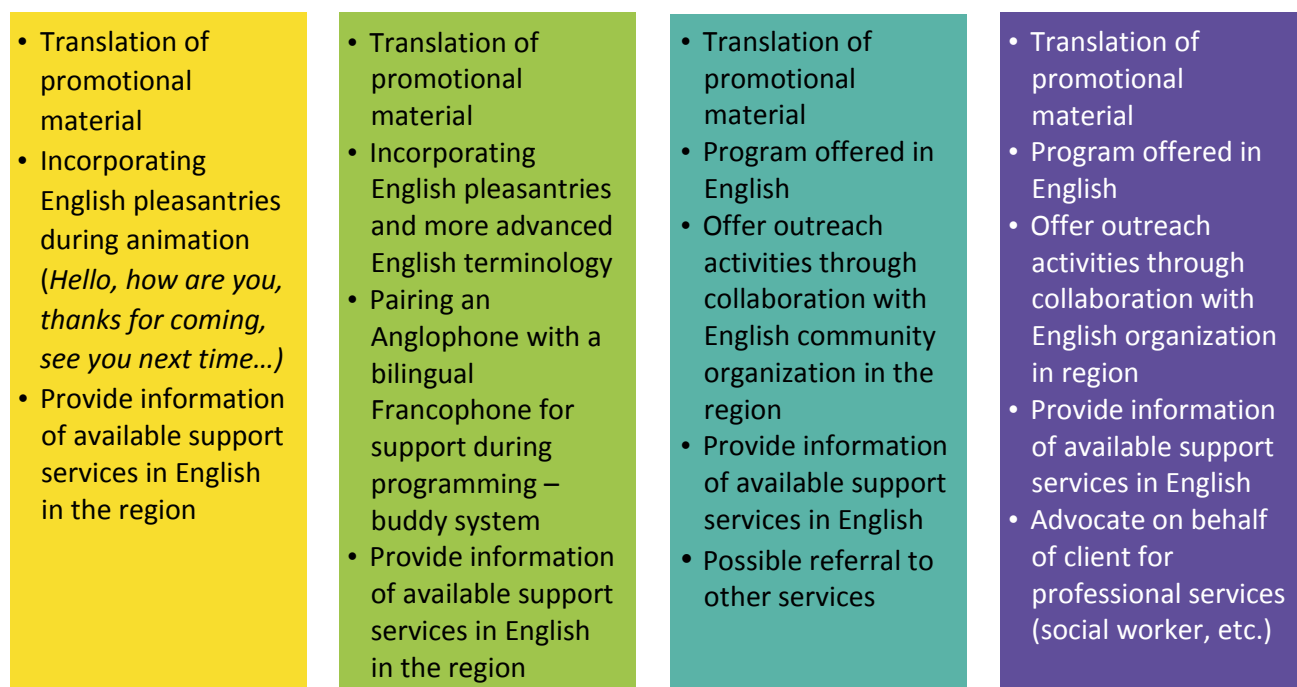 • Translation of
promotional
material
• Incorporating
English pleasantries
during animation
(Hello, how are you,
thanks for coming,
see you next time…)
• Provide information
of available support
services in English
in the region
• Translation of
promotional
material
• Incorporating
English pleasantries
and more advanced
English terminology
• Pairing an
Anglophone with a
bilingual
Francophone for
support during
programming –
buddy system
• Provide information
of available support
services in English
in the region
• Translation of
promotional
material
• Program offered in
English
• Offer outreach
activities through
collaboration with
English community
organization in the
region
• Provide information
of available support
services in English
• Possible referral to
other services
• Translation of
promotional
material
• Program offered in
English
• Offer outreach
activities through
collaboration with
English organization
in region
• Provide information
of available support
services in English
• Advocate on behalf
of client for
professional services
(social worker, etc.)